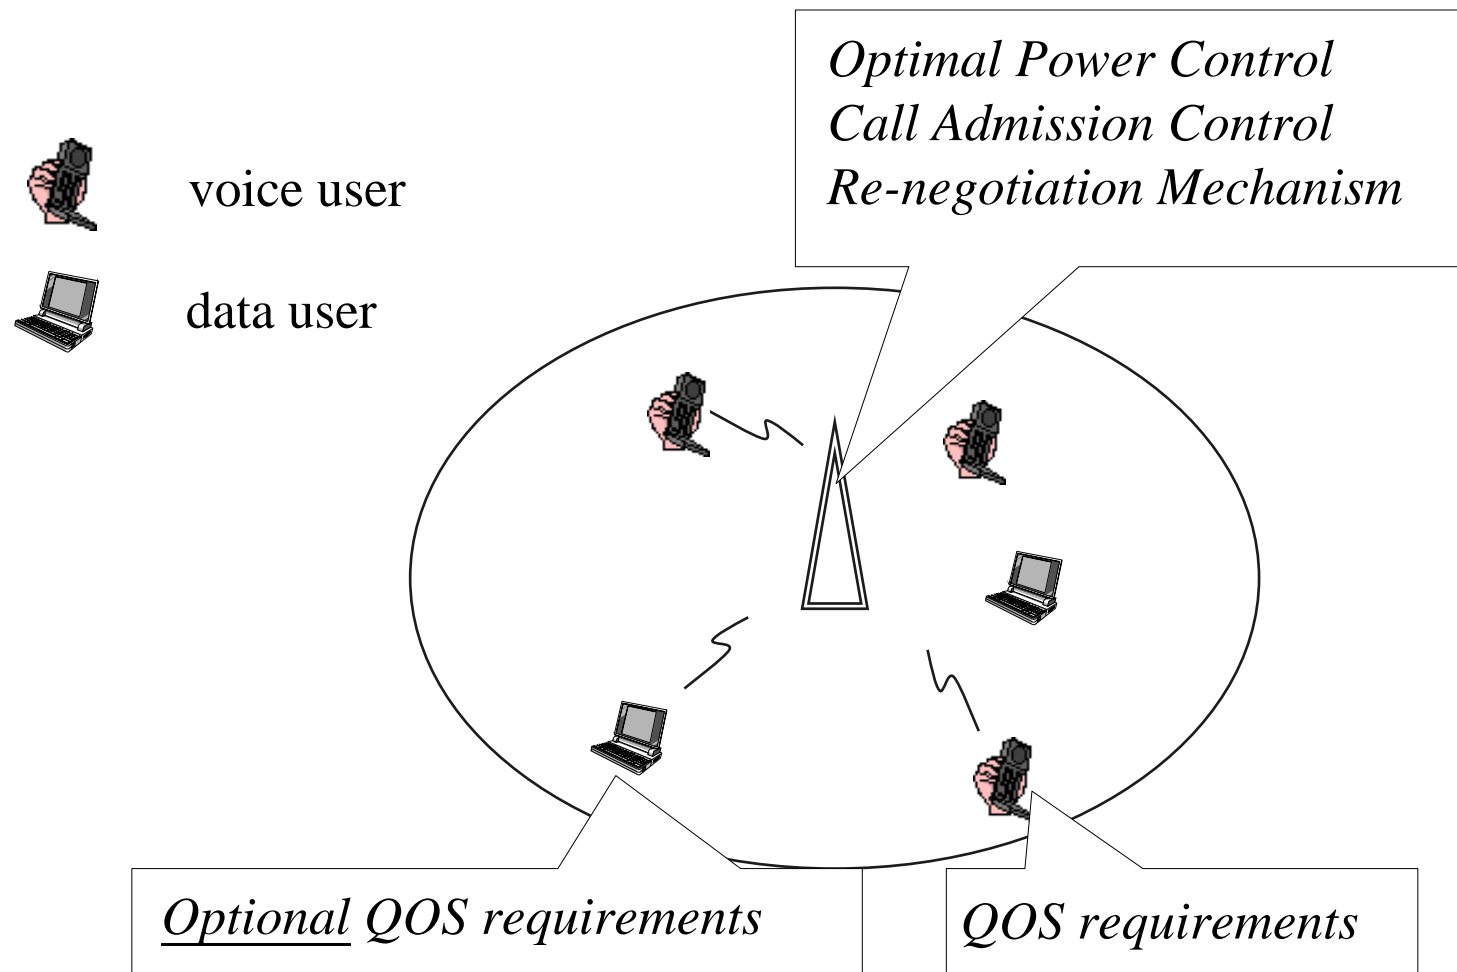 Optimal Power Control
Call Admission Control
Re-negotiation Mechanism
voice user
data user
Optional QOS requirements
QOS requirements